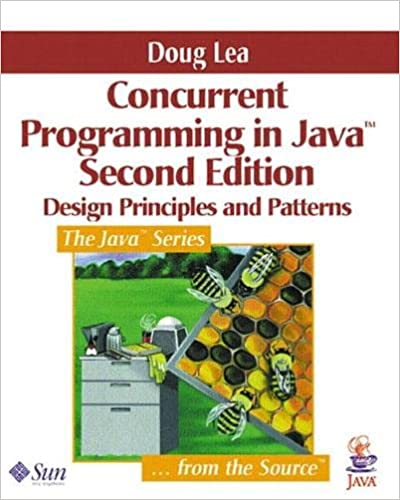 Doug Lea
Concurrent
Programming in Java™
Second Edition
Design Principles and Patterns
The Java™ Series
... from the Source™
Sun
JAVA